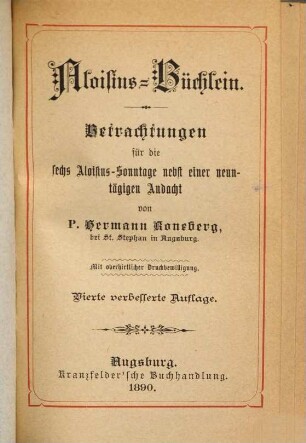 Aloisius=Büchlein.
Betrachtungen
für die
sechs Aloisius=Sonntage nebst einer neun=
tägigen Andacht
von
P. Hermann Koneberg,
bei St. Stephan in Augsburg.
Mit oberhirtlicher Druckbewilligung.
Vierte verbesserte Auflage.
Augsburg.
Kranzfelder'sche Buchhandlung.
1890.